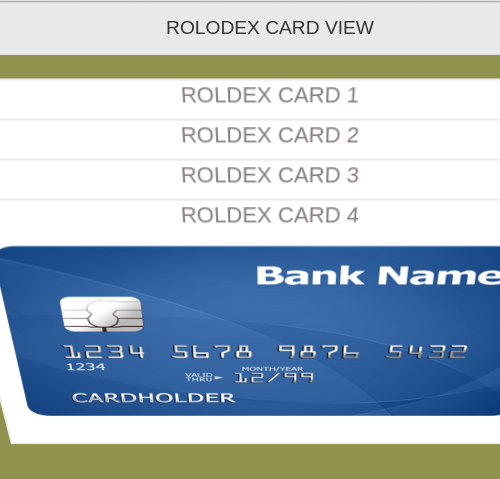 ROLODEX CARD VIEW
ROLDEX CARD 1
ROLDEX CARD 2
ROLDEX CARD 3
ROLDEX CARD 4
Bank Name
1234 5678 9876 5432
1234
MONTH/YEAR
VALID THRU 12/99
CARDHOLDER